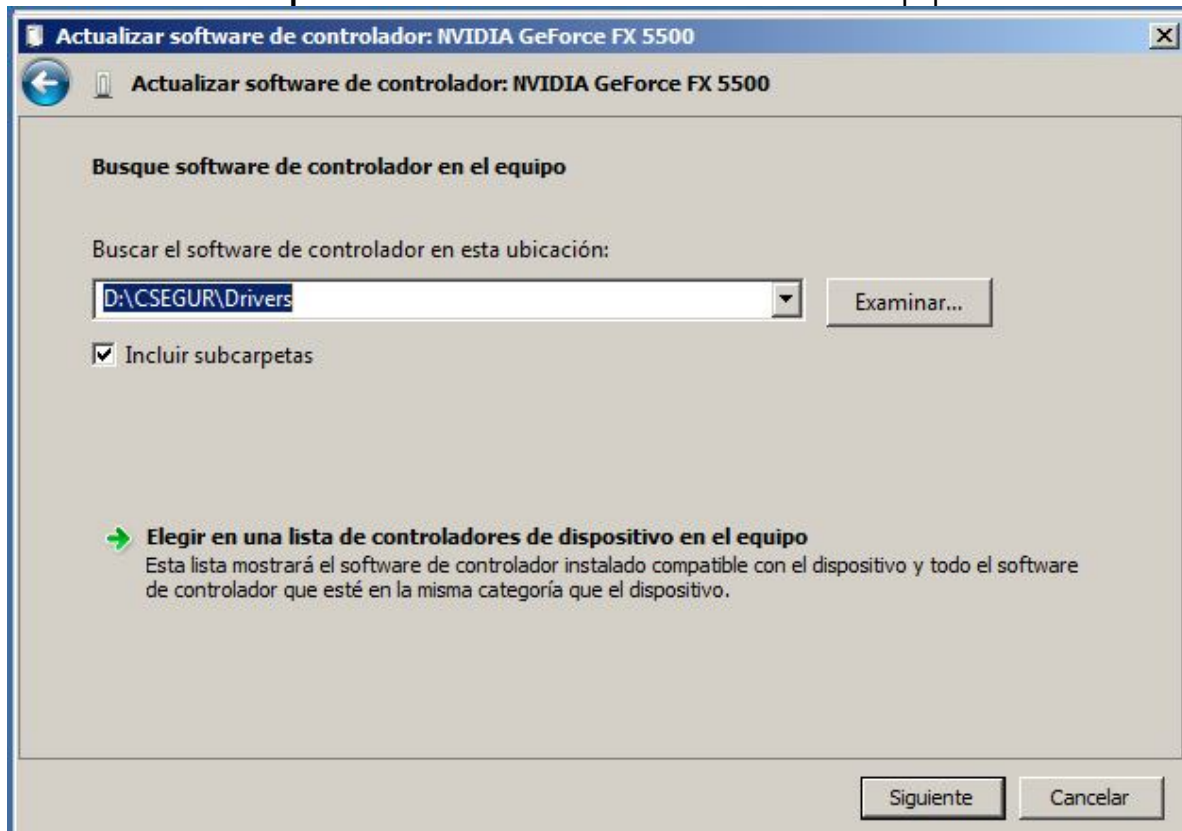 Actualizar software de controlador: NVIDIA GeForce FX 5500
Actualizar software de controlador: NVIDIA GeForce FX 5500
Busque software de controlador en el equipo
Buscar el software de controlador en esta ubicación:
D:\CSEGUR\Drivers
Examinar...
Incluir subcarpetas
Elegir en una lista de controladores de dispositivo en el equipo
Esta lista mostrará el software de controlador instalado compatible con el dispositivo y todo el software
de controlador que esté en la misma categoría que el dispositivo.
Siguiente
Cancelar